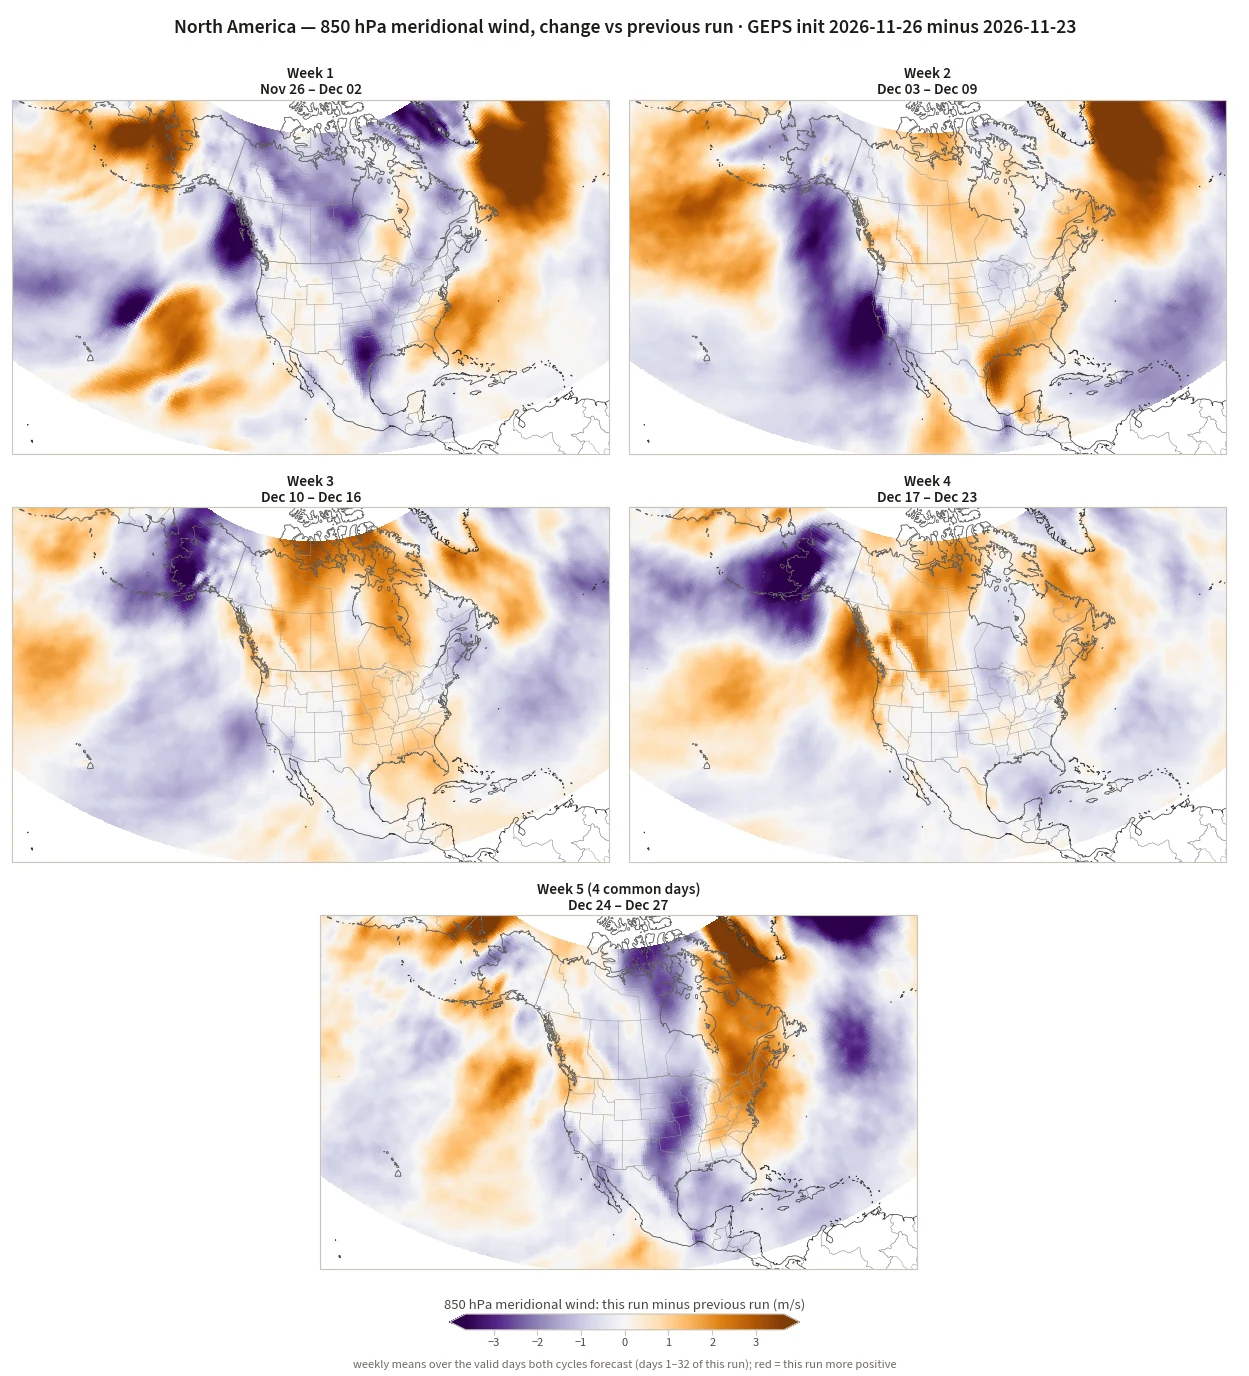 North America — 850 hPa meridional wind, change vs previous run · GEPS init 2026-11-26 minus 2026-11-23
Week 1
Nov 26 – Dec 02
Week 2
Dec 03 – Dec 09
Week 3
Dec 10 – Dec 16
Week 4
Dec 17 – Dec 23
Week 5 (4 common days)
Dec 24 – Dec 27
850 hPa meridional wind: this run minus previous run (m/s)
−3 −2 −1 0 1 2 3
weekly means over the valid days both cycles forecast (days 1–32 of this run); red = this run more positive